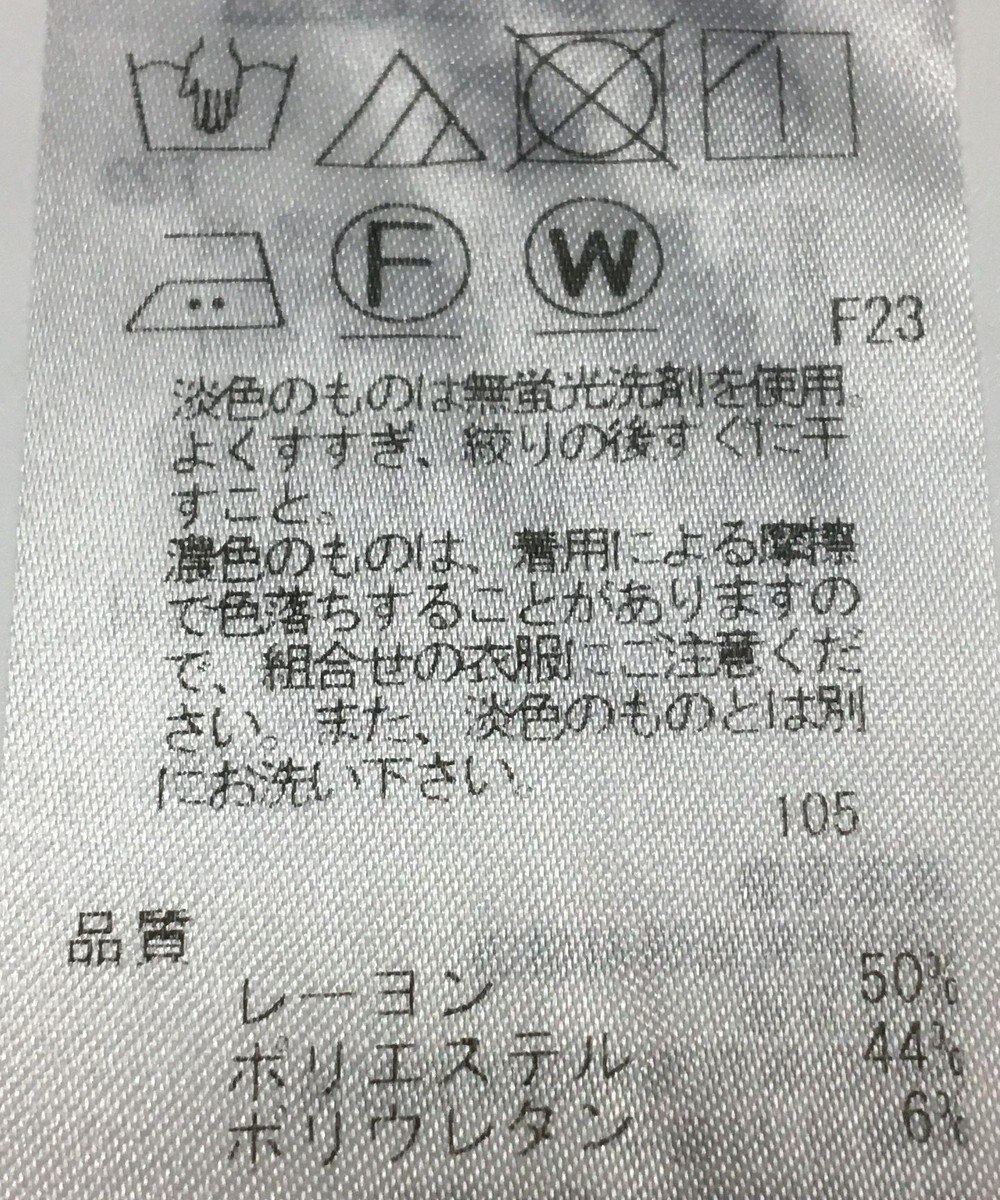 F
W
F23
淡色のものは無蛍光洗剤を使用。
よくすすぎ、絞りの後すぐに干
すこと。
濃色のものは、着用による摩擦
で色落ちすることがありますの
で、組合せの衣服にご注意くだ
さい。また、淡色のものとは別
にお洗い下さい。
105
品質
レーヨン 50%
ポリエステル 44%
ポリウレタン 6%